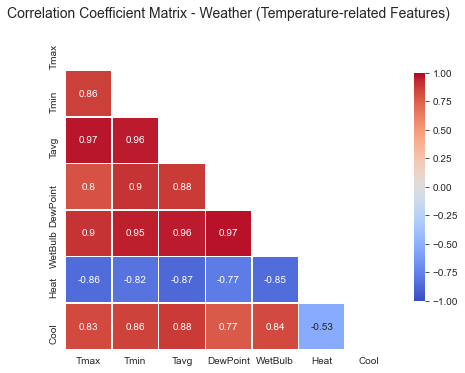 Correlation Coefficient Matrix - Weather (Temperature-related Features)
Tmax
Tmin 0.86
Tavg 0.97 0.96
DewPoint 0.8 0.9 0.88
WetBulb 0.9 0.95 0.96 0.97
Heat -0.86 -0.82 -0.87 -0.77 -0.85
Cool 0.83 0.86 0.88 0.77 0.84 -0.53
Tmax Tmin Tavg DewPoint WetBulb Heat Cool
1.00
0.75
0.50
0.25
0.00
−0.25
−0.50
−0.75
−1.00